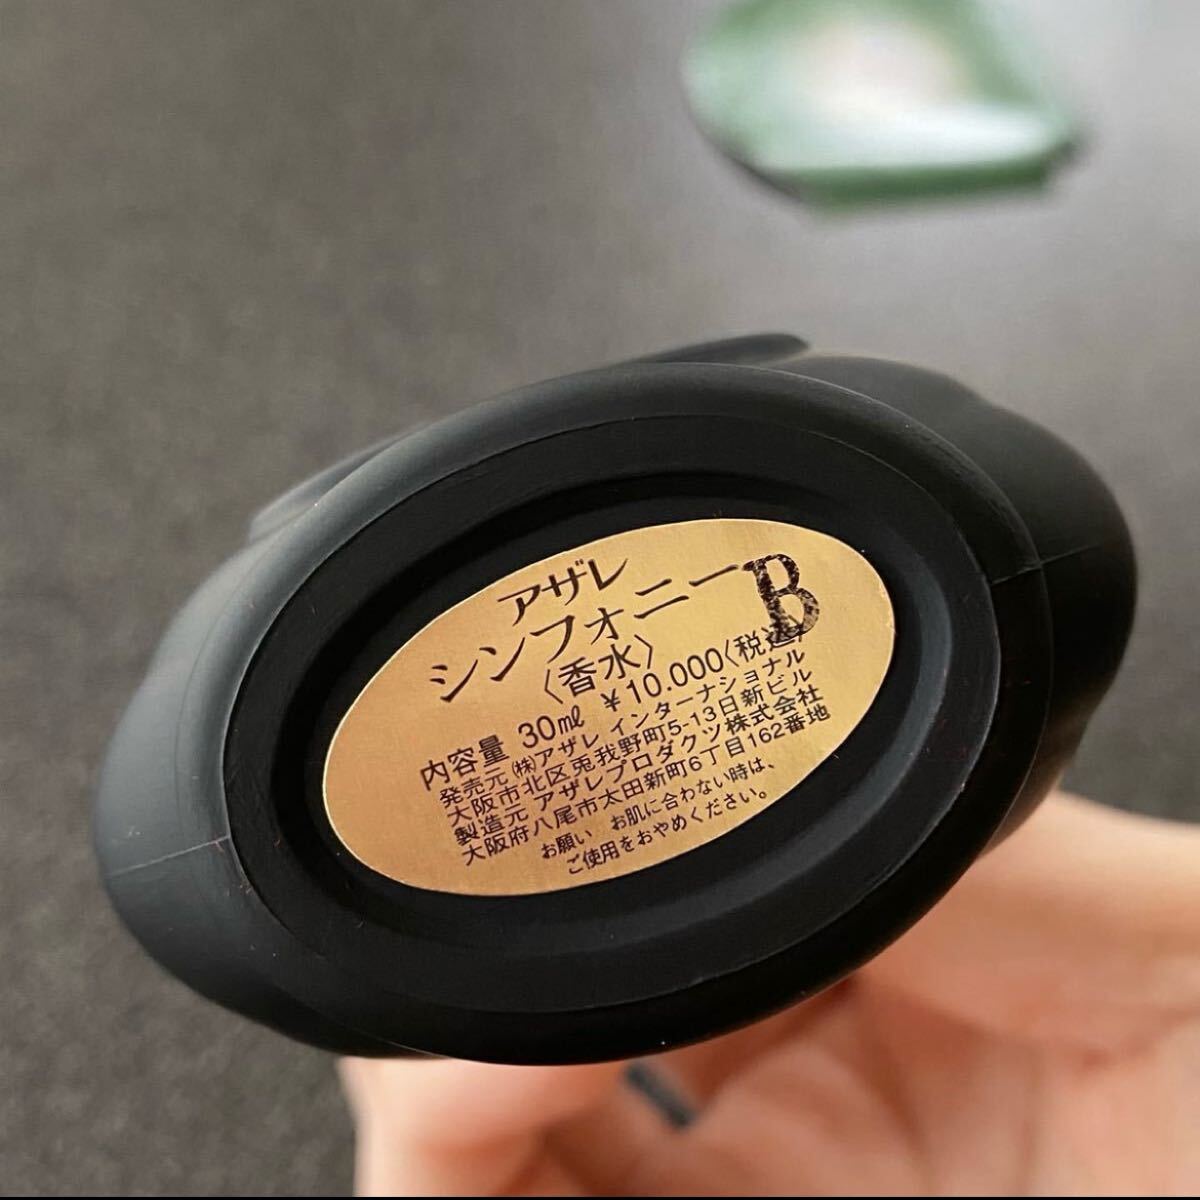 アザレ
シンフォニー B
〈香水〉
内容量 30ml ¥10.000〈税込〉
発売元 (株)アザレ インターナショナル
大阪市北区兎我野町5-13日新ビル
製造元 アザレプロダクツ株式会社
大阪府八尾市太田新町6丁目162番地
お願い お肌に合わない時は、
ご使用をおやめください。